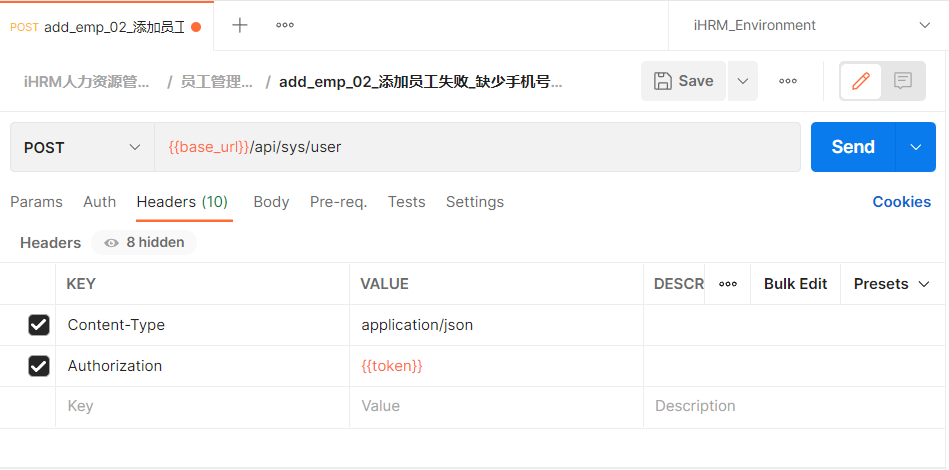 POST add_emp_02_添加员工
iHRM_Environment
iHRM人力资源管... / 员工管理... / add_emp_02_添加员工失败_缺少手机号...
Save
POST {{base_url}}/api/sys/user
Send
Params Auth Headers (10) Body Pre-req. Tests Settings Cookies
Headers 8 hidden
KEY VALUE DESCR Bulk Edit Presets
Content-Type application/json
Authorization {{token}}
Key Value Description